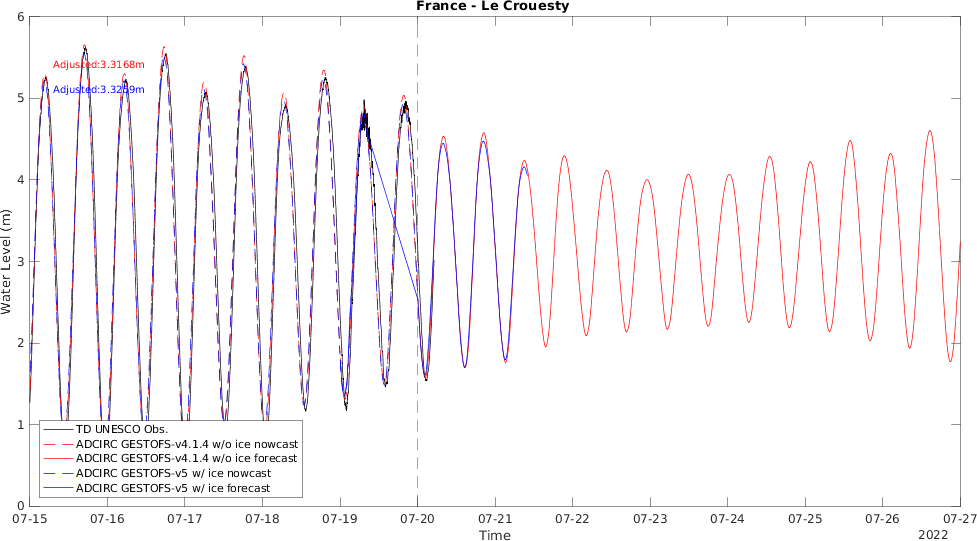 France - Le Crouesty
6
Adjusted:3.3168m
Adjusted:3.3289m
5
4
3
2
1
0
Water Level (m)
TD UNESCO Obs.
ADCIRC GESTOFS-v4.1.4 w/o ice nowcast
ADCIRC GESTOFS-v4.1.4 w/o ice forecast
ADCIRC GESTOFS-v5 w/ ice nowcast
ADCIRC GESTOFS-v5 w/ ice forecast
07-15 07-16 07-17 07-18 07-19 07-20 07-21 07-22 07-23 07-24 07-25 07-26 07-27
Time
2022